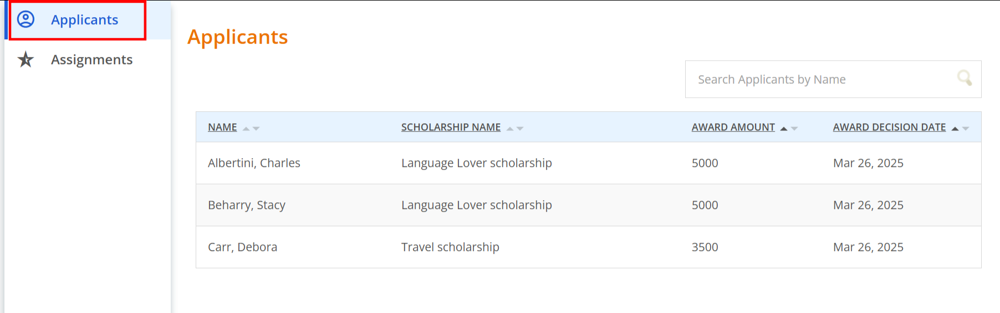 Applicants
Assignments
Applicants
Search Applicants by Name
NAME SCHOLARSHIP NAME AWARD AMOUNT AWARD DECISION DATE
Albertini, Charles Language Lover scholarship 5000 Mar 26, 2025
Beharry, Stacy Language Lover scholarship 5000 Mar 26, 2025
Carr, Debora Travel scholarship 3500 Mar 26, 2025